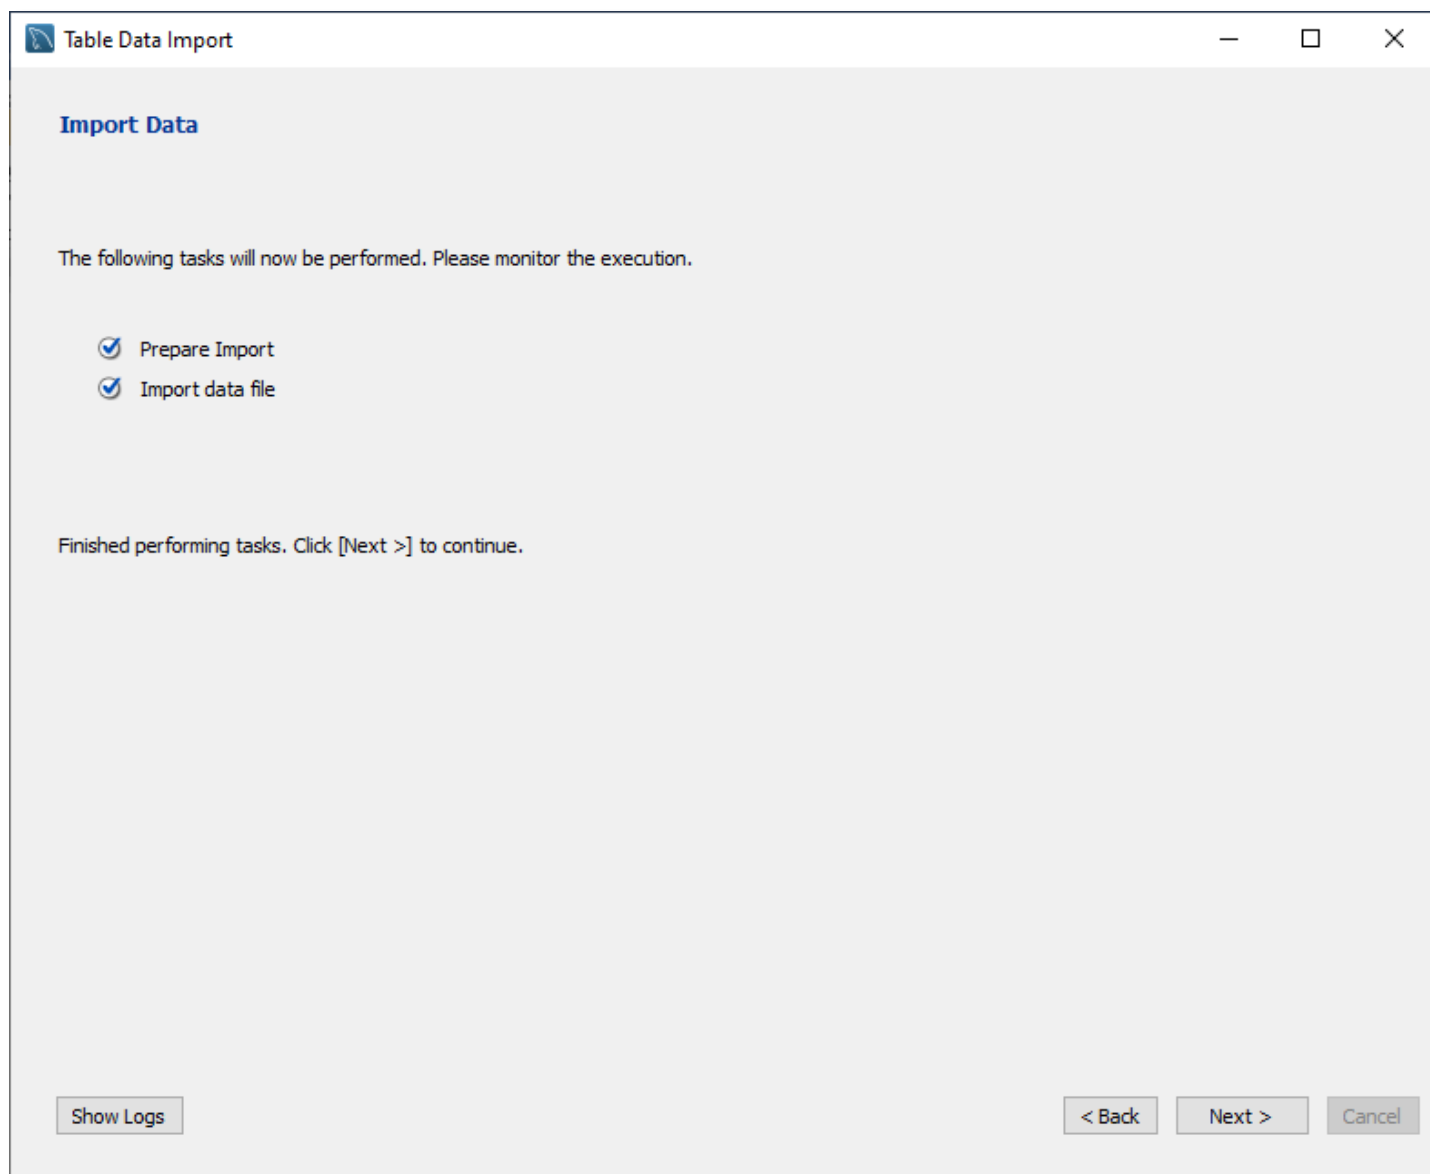 Table Data Import
Import Data
The following tasks will now be performed. Please monitor the execution.
Prepare Import
Import data file
Finished performing tasks. Click [Next >] to continue.
Show Logs
< Back
Next >
Cancel